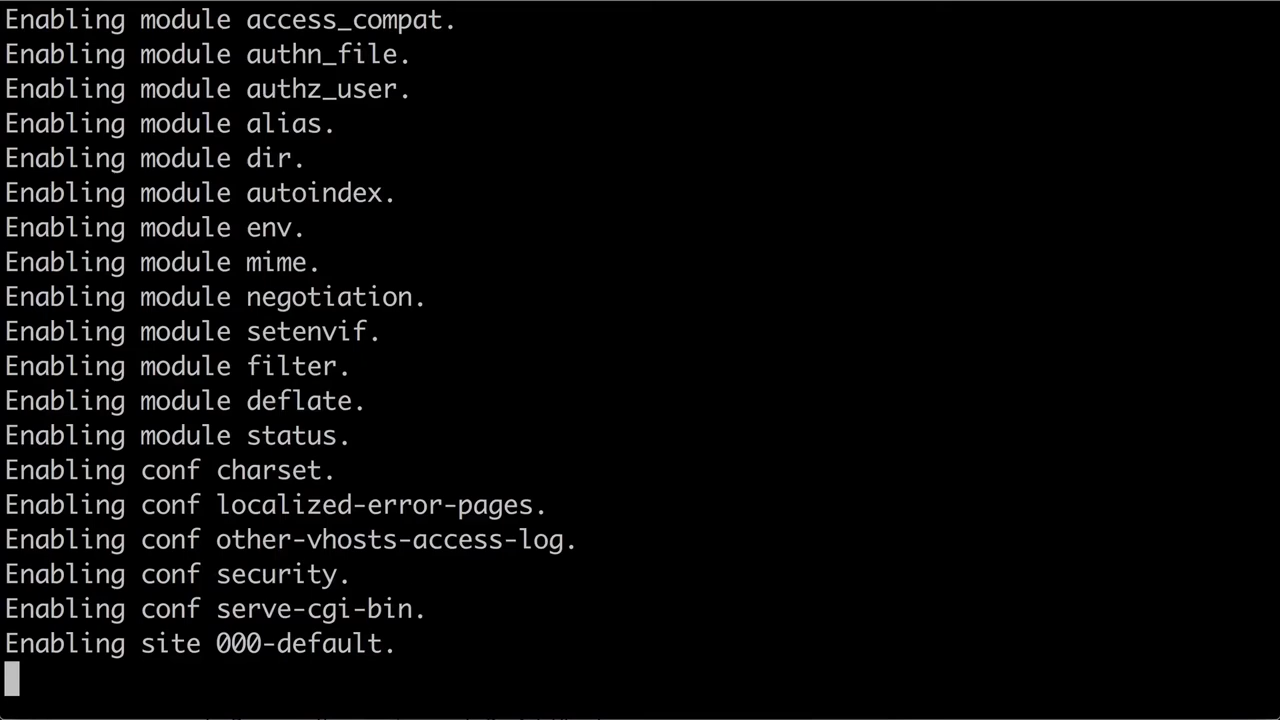 Enabling module access_compat.
Enabling module authn_file.
Enabling module authz_user.
Enabling module alias.
Enabling module dir.
Enabling module autoindex.
Enabling module env.
Enabling module mime.
Enabling module negotiation.
Enabling module setenvif.
Enabling module filter.
Enabling module deflate.
Enabling module status.
Enabling conf charset.
Enabling conf localized-error-pages.
Enabling conf other-vhosts-access-log.
Enabling conf security.
Enabling conf serve-cgi-bin.
Enabling site 000-default.